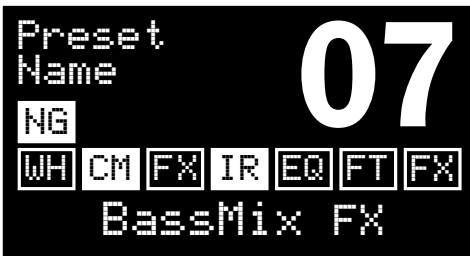 Preset
Name
07
NG
WH CM FX IR EQ FT FX
BassMix FX